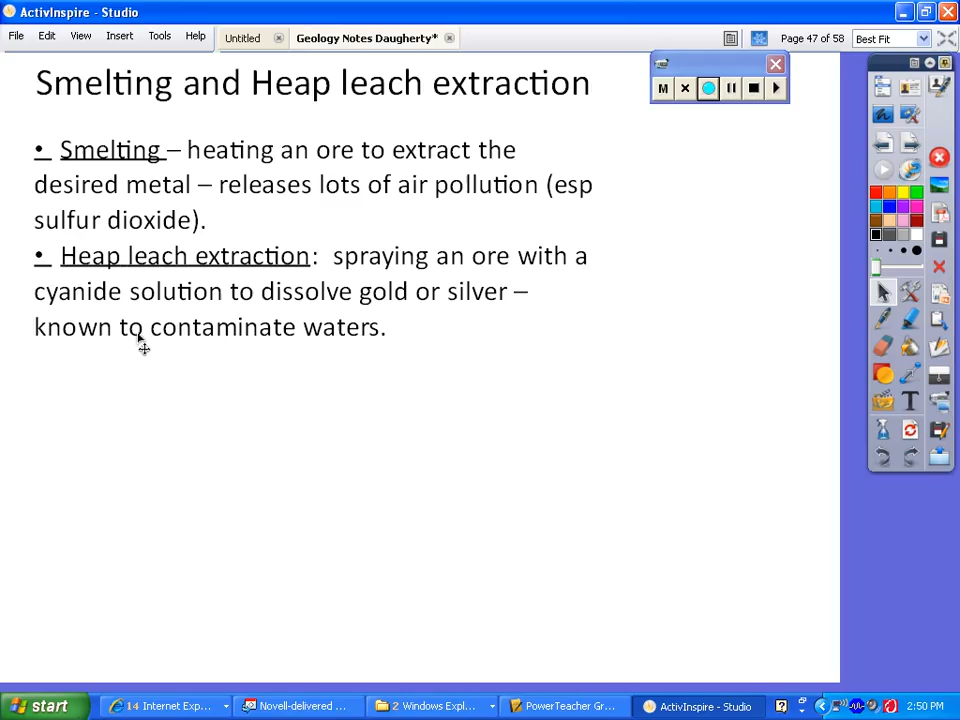 ActivInspire - Studio
File Edit View Insert Tools Help Untitled Geology Notes Daugherty* Page 47 of 58 Best Fit
M
Smelting and Heap leach extraction
• Smelting – heating an ore to extract the
desired metal – releases lots of air pollution (esp
sulfur dioxide).
• Heap leach extraction: spraying an ore with a
cyanide solution to dissolve gold or silver –
known to contaminate waters.
T
start 14 Internet Exp... Novell-delivered ... 2 Windows Expl... PowerTeacher Gr... ActivInspire - Studio 2:50 PM